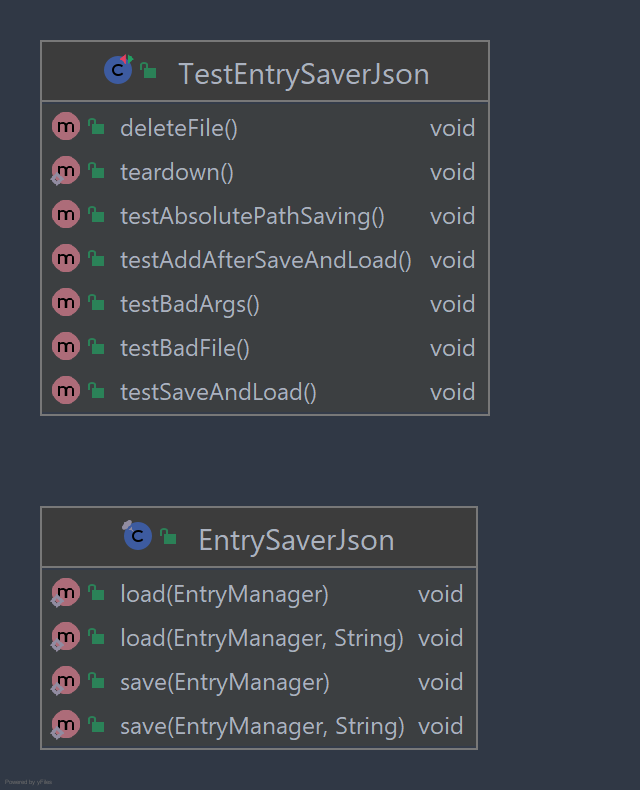 TestEntrySaverJson
deleteFile() void
teardown() void
testAbsolutePathSaving() void
testAddAfterSaveAndLoad() void
testBadArgs() void
testBadFile() void
testSaveAndLoad() void
EntrySaverJson
load(EntryManager) void
load(EntryManager, String) void
save(EntryManager) void
save(EntryManager, String) void
Powered by yFiles